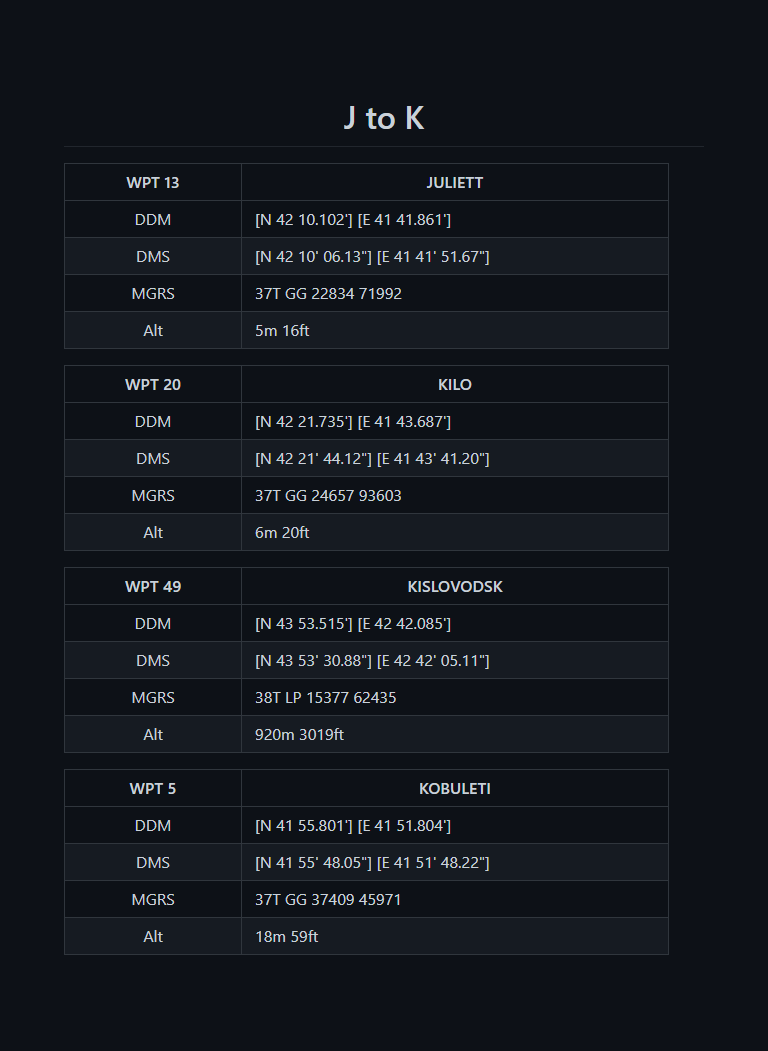 J to K
WPT 13 JULIETT
DDM [N 42 10.102'] [E 41 41.861']
DMS [N 42 10' 06.13"] [E 41 41' 51.67"]
MGRS 37T GG 22834 71992
Alt 5m 16ft
WPT 20 KILO
DDM [N 42 21.735'] [E 41 43.687']
DMS [N 42 21' 44.12"] [E 41 43' 41.20"]
MGRS 37T GG 24657 93603
Alt 6m 20ft
WPT 49 KISLOVODSK
DDM [N 43 53.515'] [E 42 42.085']
DMS [N 43 53' 30.88"] [E 42 42' 05.11"]
MGRS 38T LP 15377 62435
Alt 920m 3019ft
WPT 5 KOBULETI
DDM [N 41 55.801'] [E 41 51.804']
DMS [N 41 55' 48.05"] [E 41 51' 48.22"]
MGRS 37T GG 37409 45971
Alt 18m 59ft